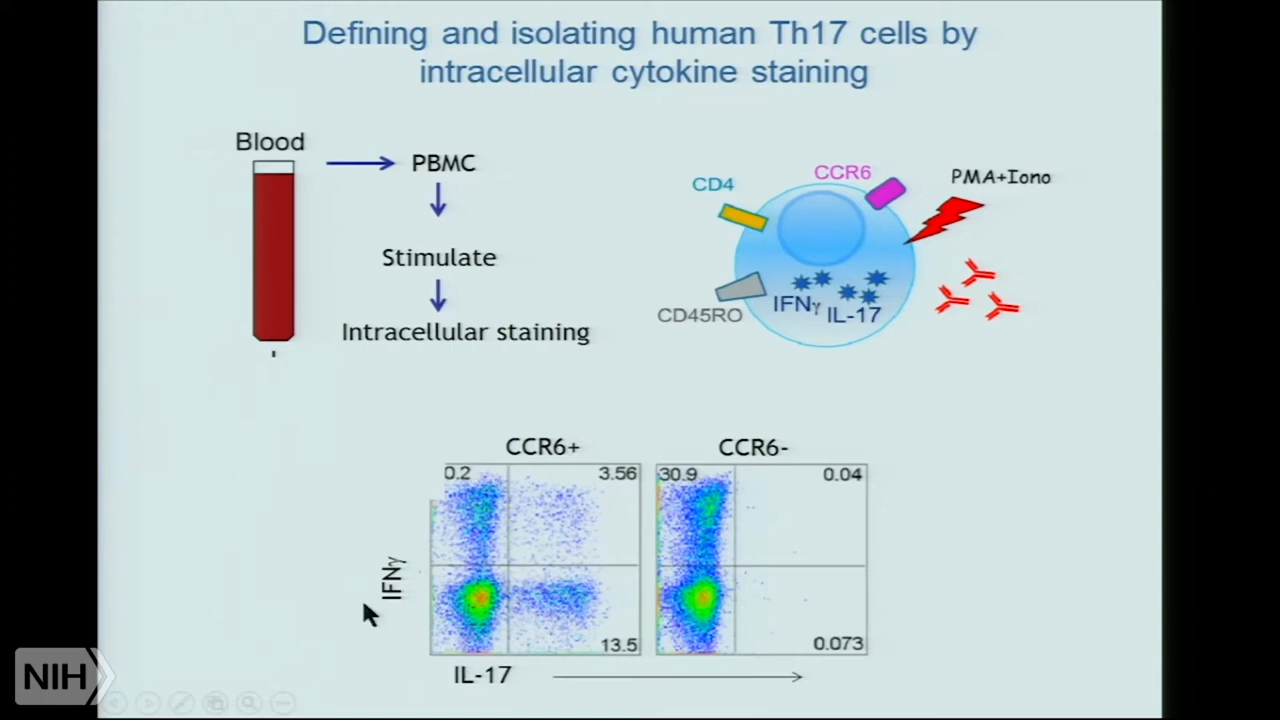 Defining and isolating human Th17 cells by
intracellular cytokine staining
Blood
PBMC
Stimulate
Intracellular staining
CD4
CCR6
PMA+Iono
CD45RO
IFNγ
IL-17
CCR6+
CCR6-
0.2
3.56
30.9
0.04
IFNγ
13.5
0.073
IL-17
NIH